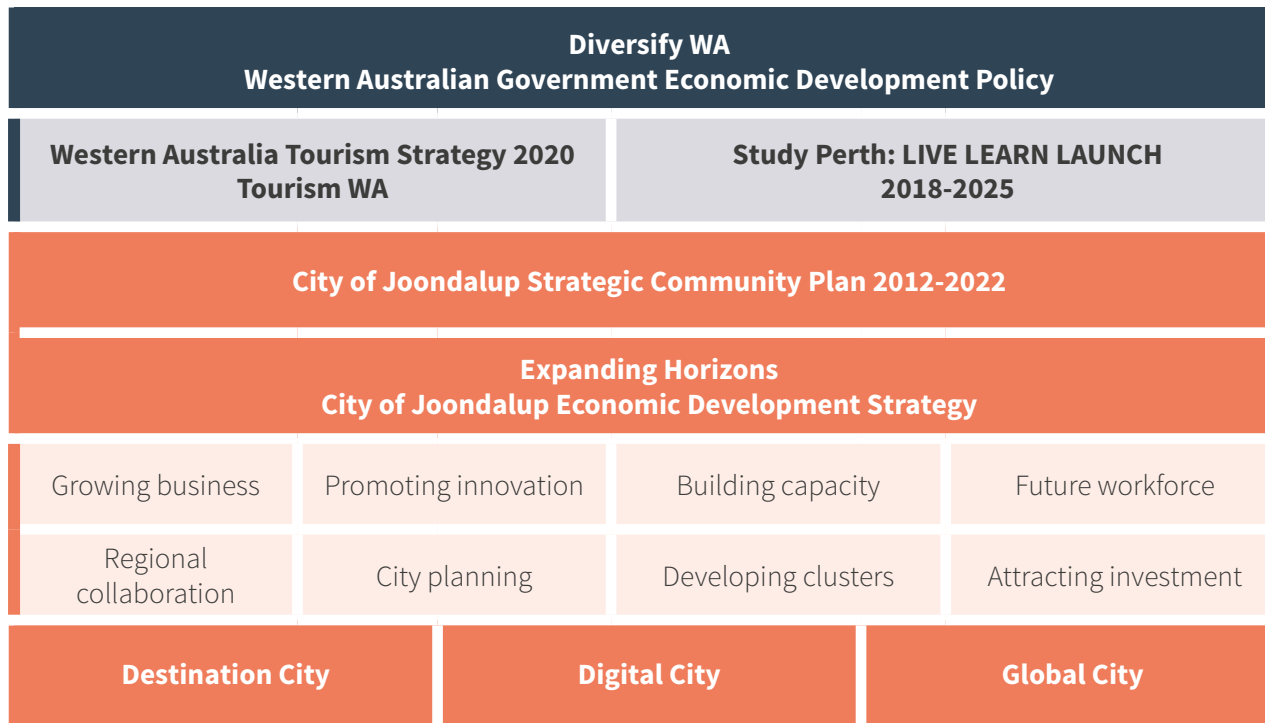 Diversify WA
Western Australian Government Economic Development Policy
Western Australia Tourism Strategy 2020
Tourism WA
Study Perth: LIVE LEARN LAUNCH
2018-2025
City of Joondalup Strategic Community Plan 2012-2022
Expanding Horizons
City of Joondalup Economic Development Strategy
Growing business
Promoting innovation
Building capacity
Future workforce
Regional
collaboration
City planning
Developing clusters
Attracting investment
Destination City
Digital City
Global City